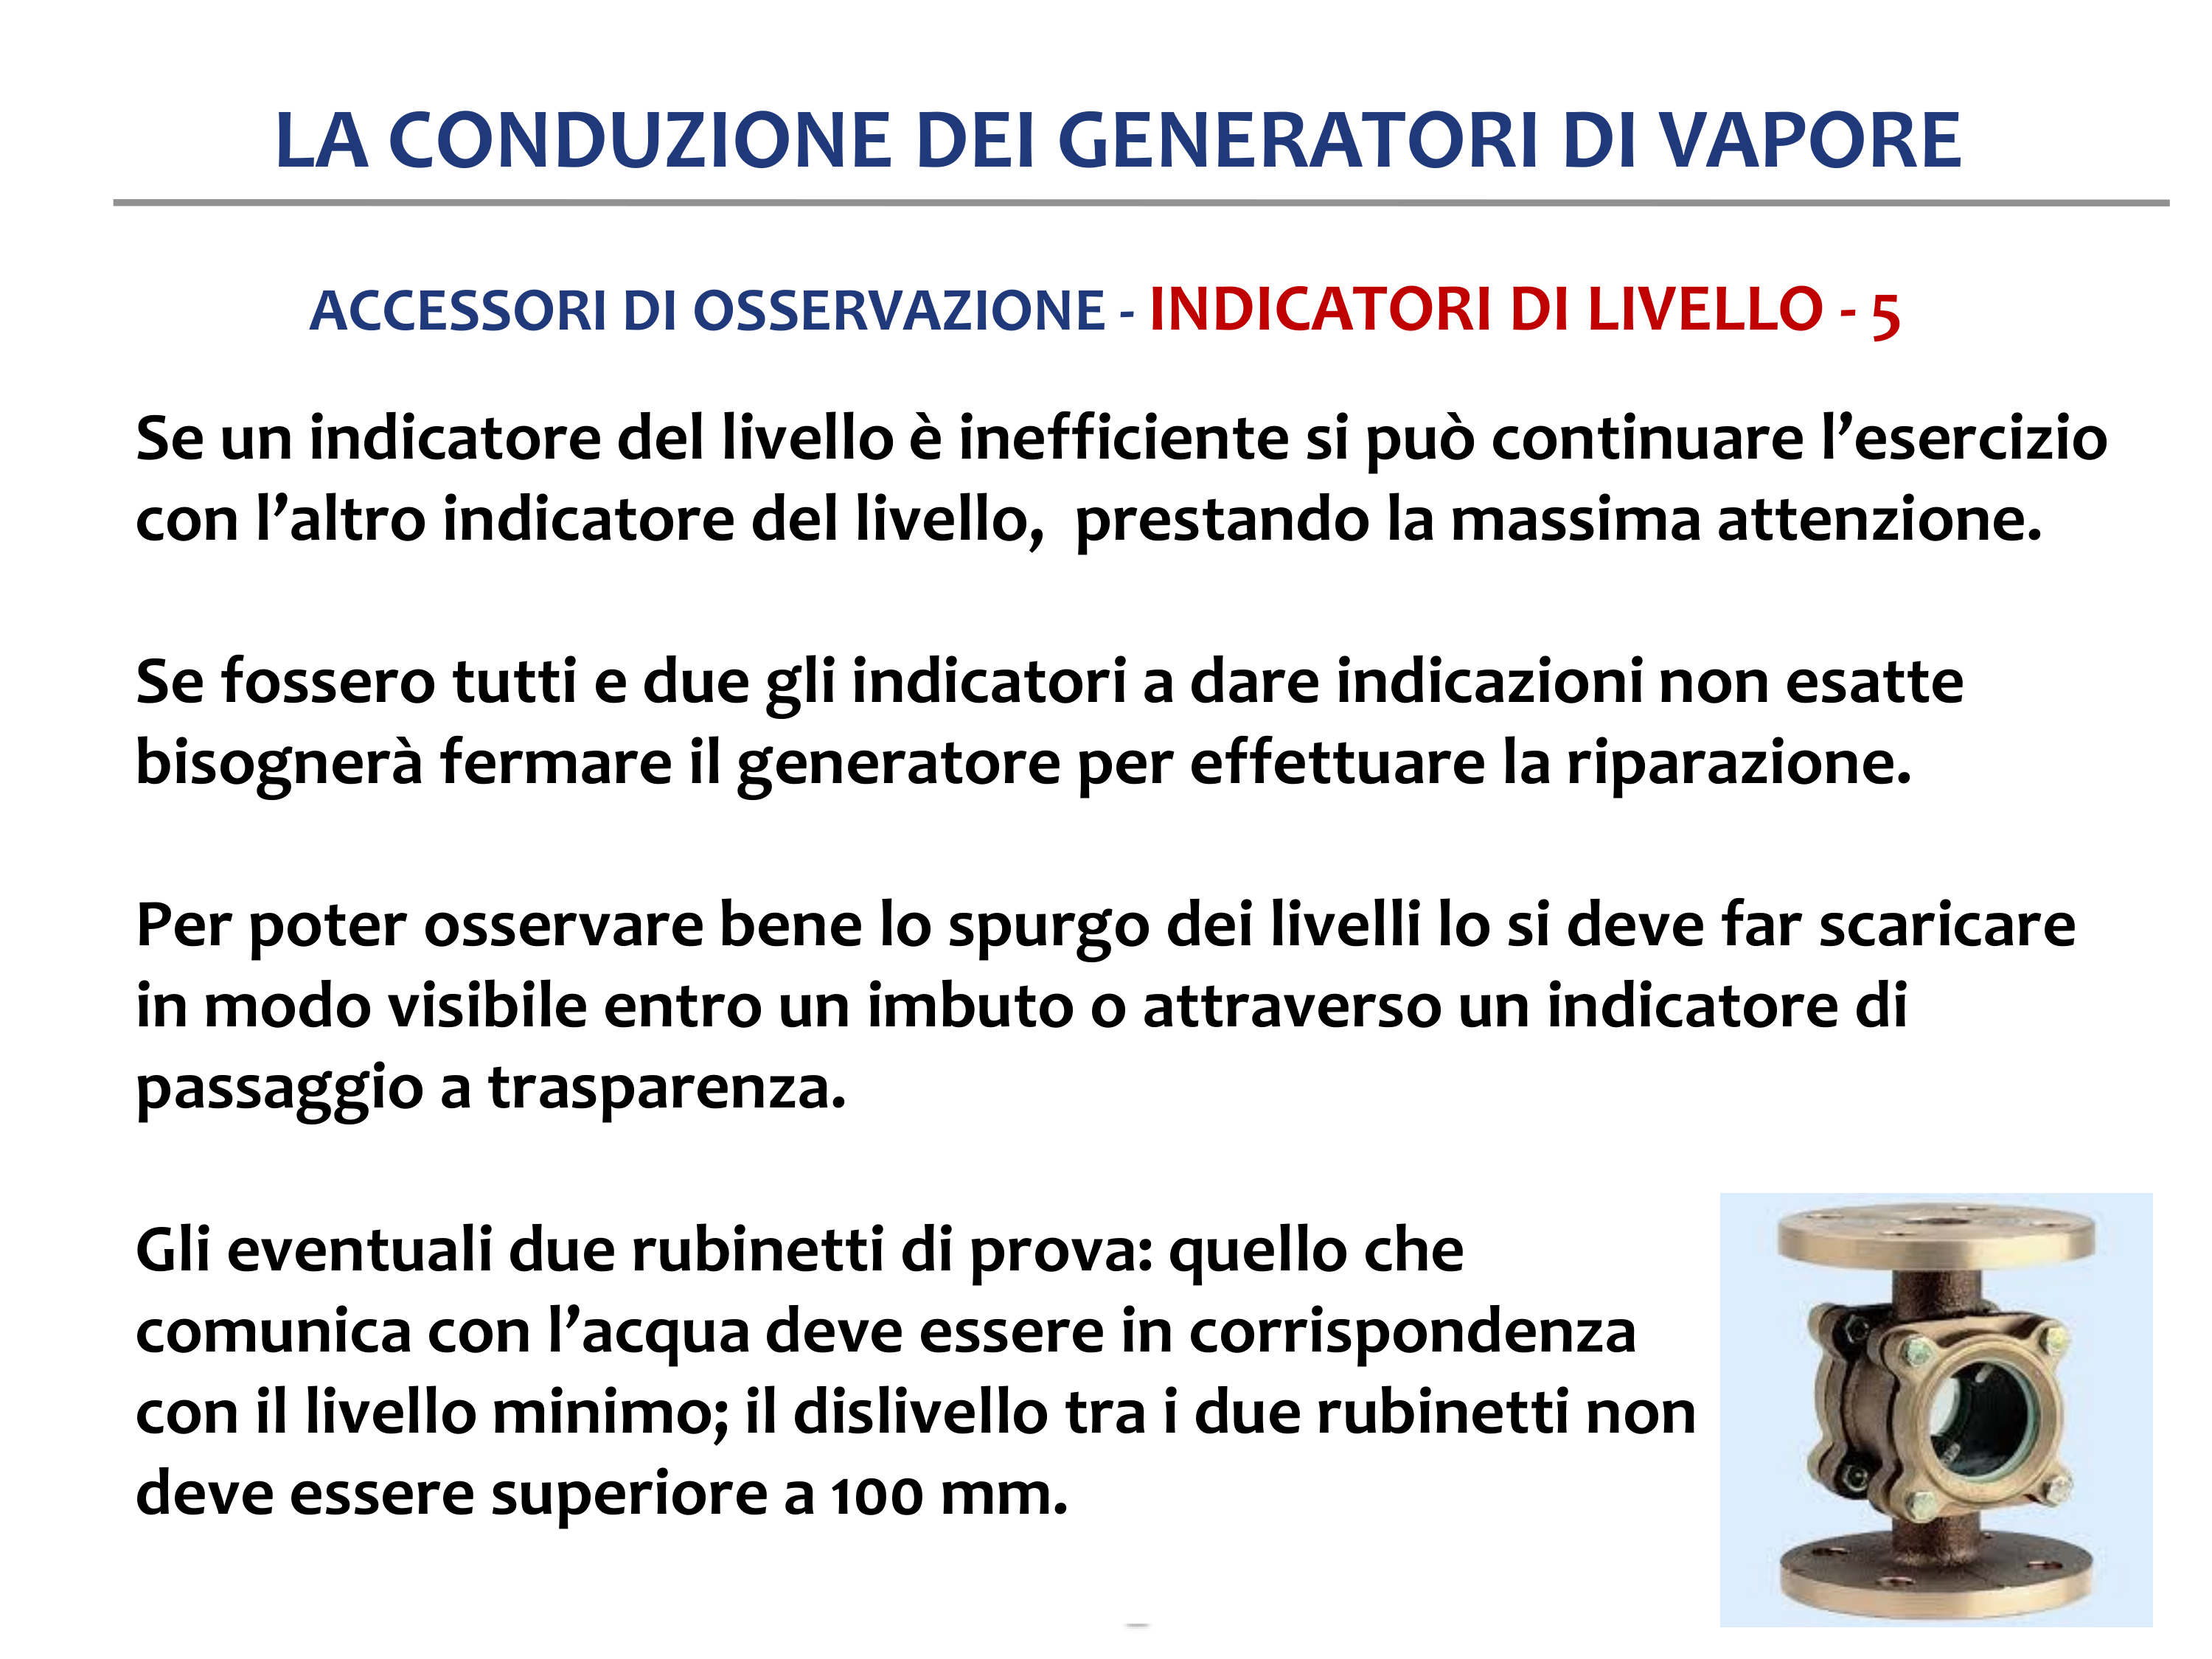 LA CONDUZIONE DEI GENERATORI DI VAPORE
ACCESSORI DI OSSERVAZIONE - INDICATORI DI LIVELLO - 5
Se un indicatore del livello è inefficiente si può continuare l’esercizio
con l’altro indicatore del livello,  prestando la massima attenzione.
Se fossero tutti e due gli indicatori a dare indicazioni non esatte
bisognerà fermare il generatore per effettuare la riparazione.
Per poter osservare bene lo spurgo dei livelli lo si deve far scaricare
in modo visibile entro un imbuto o attraverso un indicatore di
passaggio a trasparenza.
Gli eventuali due rubinetti di prova: quello che
comunica con l’acqua deve essere in corrispondenza
con il livello minimo; il dislivello tra i due rubinetti non
deve essere superiore a 100 mm.